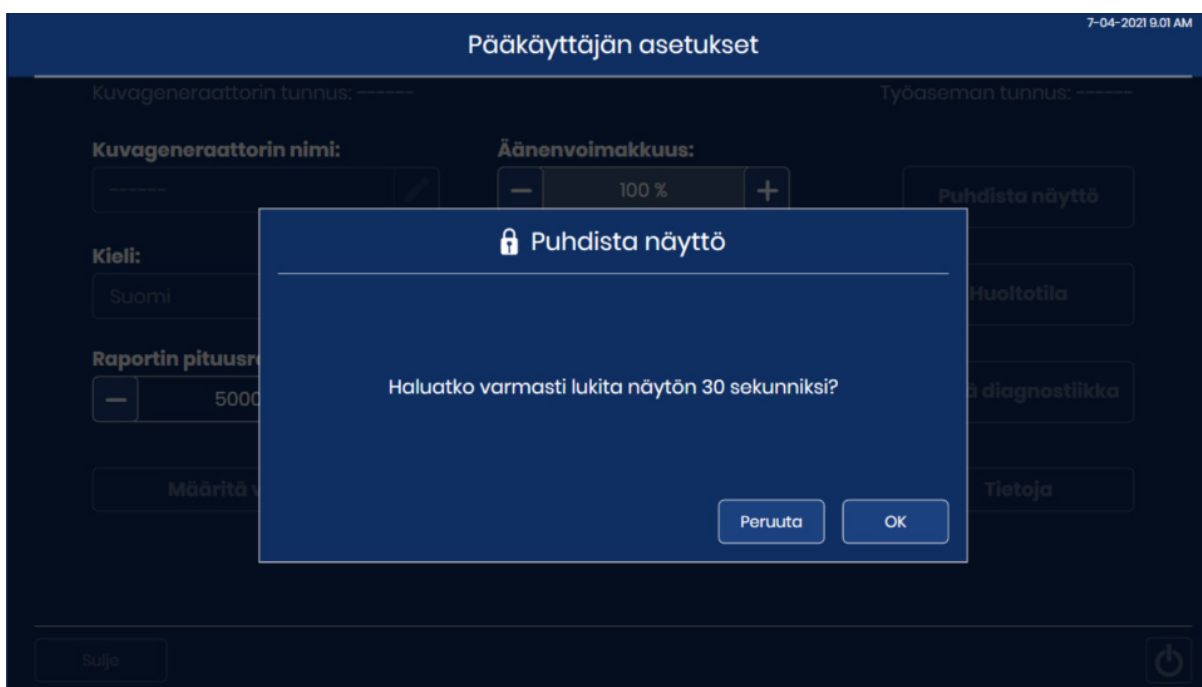 7-04-2021 9.01 AM
Pääkäyttäjän asetukset
Kuvageneraattorin tunnus: ------
Työaseman tunnus: ------
Kuvageneraattorin nimi:
Äänenvoimakkuus:
------
100 %
Puhdista näyttö
Puhdista näyttö
Kieli:
Suomi
Huoltotila
Raportin
Haluatko varmasti lukita näytön 30 sekunniksi?
5000
diagnostiikka
Määritä
Tietoja
Peruuta
OK
Sulje